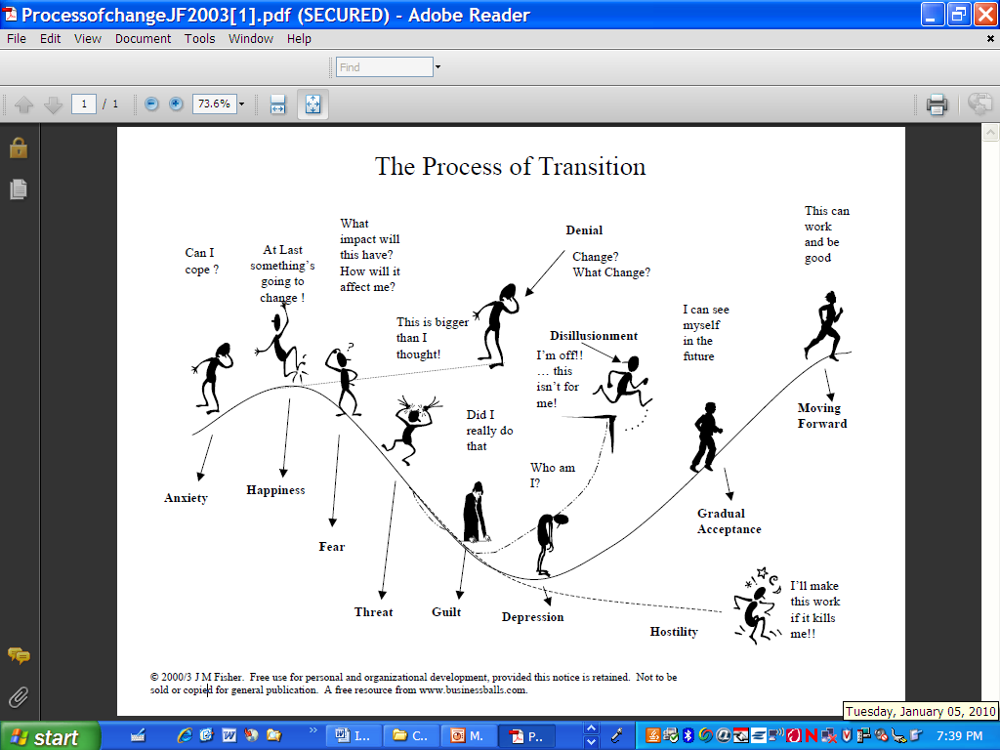 ProcessofchangeJF2003[1].pdf (SECURED) - Adobe Reader
File Edit View Document Tools Window Help
Find
1 / 1 73.6%
The Process of Transition
Can I
cope ?
At Last
something's
going to
change !
What
impact will
this have?
How will it
affect me?
This is bigger
than I
thought!
Denial
Change?
What Change?
Disillusionment
I'm off!!
… this
isn't for
me!
I can see
myself
in the
future
This can
work
and be
good
?
Did I
really do
that
Who am
I?
Moving
Forward
Anxiety
Happiness
Fear
Gradual
Acceptance
Threat
Guilt
Depression
Hostility
I'll make
this work
if it kills
me!!
© 2000/3 J M Fisher. Free use for personal and organizational development, provided this notice is retained. Not to be
sold or copied for general publication. A free resource from www.businessballs.com.
Tuesday, January 05, 2010
start
I...
C...
M.
P..
7:39 PM